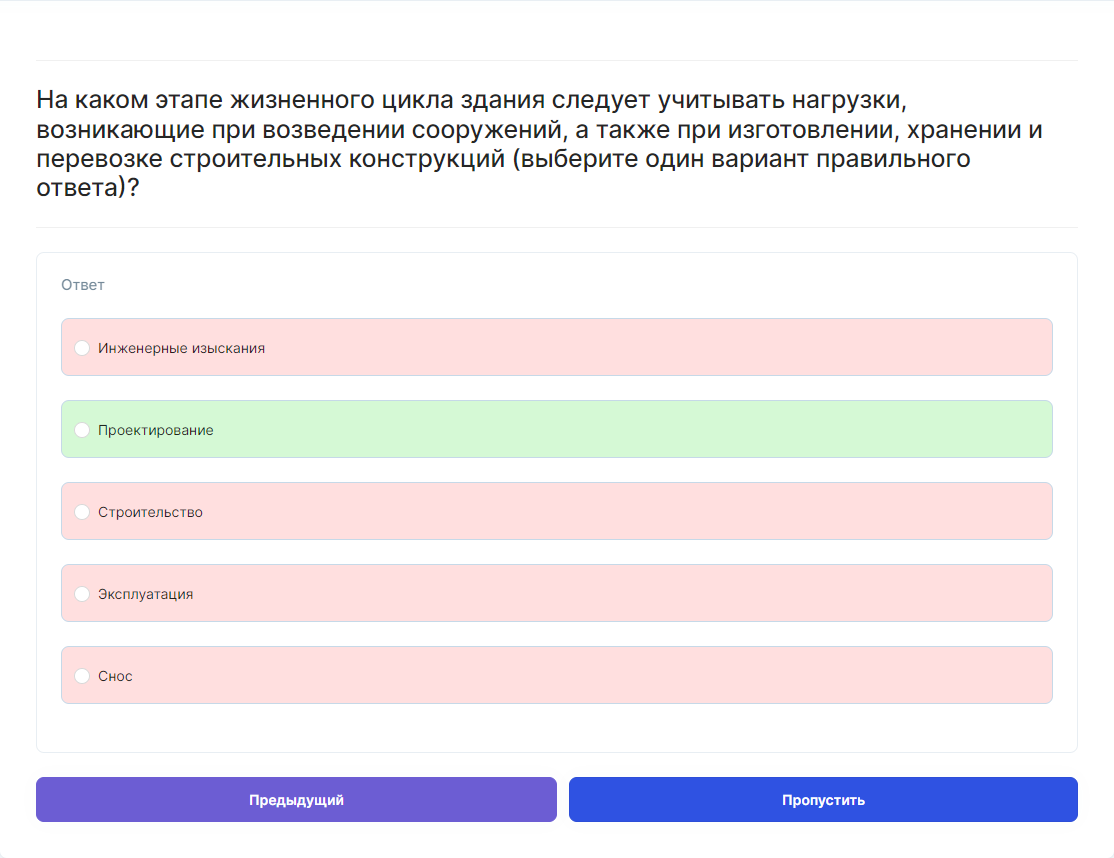 На каком этапе жизненного цикла здания следует учитывать нагрузки,
возникающие при возведении сооружений, а также при изготовлении, хранении и
перевозке строительных конструкций (выберите один вариант правильного
ответа)?
Ответ
Инженерные изыскания
Проектирование
Строительство
Эксплуатация
Снос
Предыдущий
Пропустить